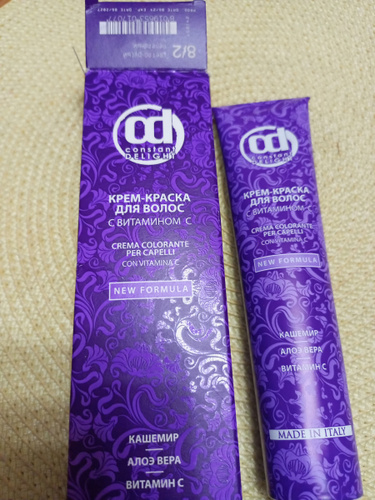 8/2
cd
constant
DELIGHT
КРЕМ-КРАСКА
ДЛЯ ВОЛОС
С ВИТАМИНОМ С
CREMA COLORANTE
PER CAPELLI
CON VITAMINA C
NEW FORMULA
КАШЕМИР
АЛОЭ ВЕРА
ВИТАМИН С
cd
constant
DELIGHT
КРЕМ-КРАСКА
ДЛЯ ВОЛОС
С ВИТАМИНОМ С
CREMA COLORANTE
PER CAPELLI
CON VITAMINA C
NEW FORMULA
КАШЕМИР
АЛОЭ ВЕРА
ВИТАМИН С
MADE IN ITALY